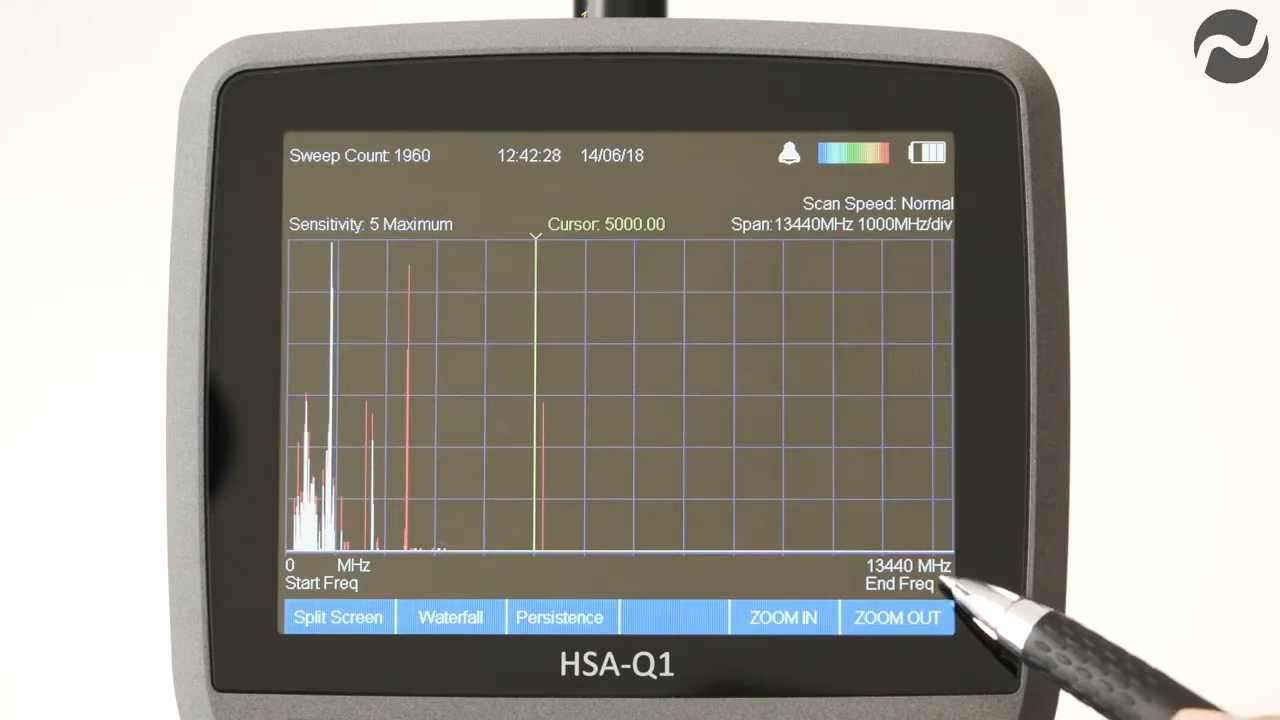 Sweep Count: 1960 12:42:28 14/06/18
Scan Speed: Normal
Sensitivity: 5 Maximum Cursor: 5000.00 Span:13440MHz 1000MHz/div
0 MHz 13440 MHz
Start Freq End Freq
Split Screen Waterfall Persistence ZOOM IN ZOOM OUT
HSA-Q1